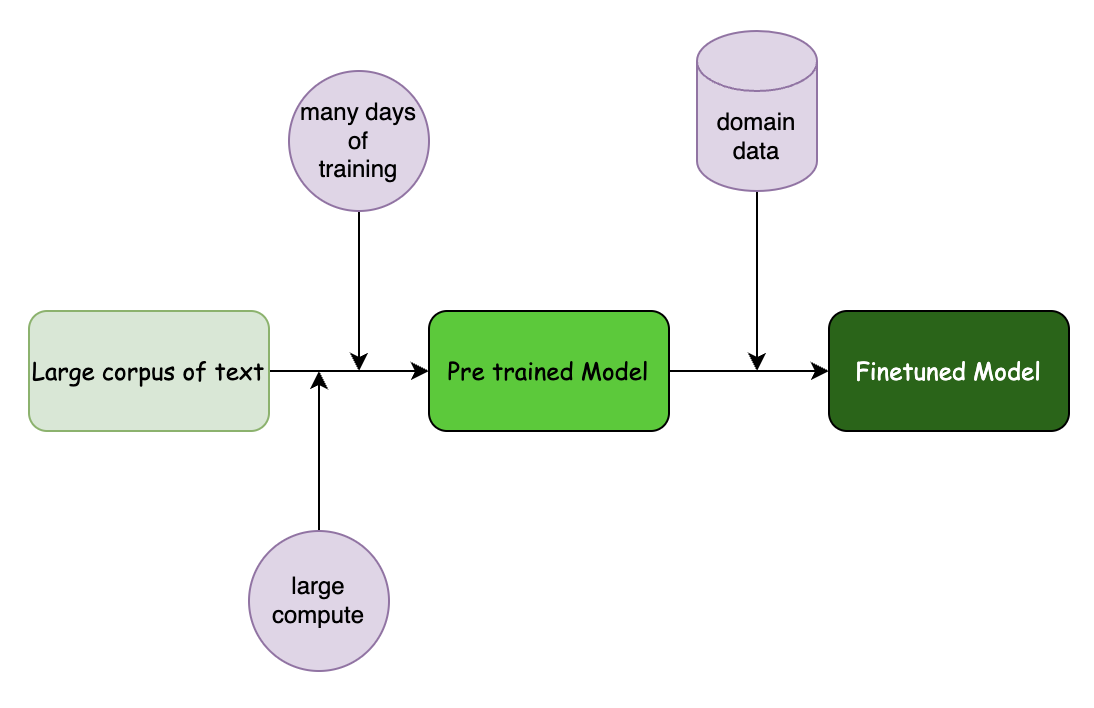 many days
of
training
domain
data
Large corpus of text
Pre trained Model
Finetuned Model
large
compute